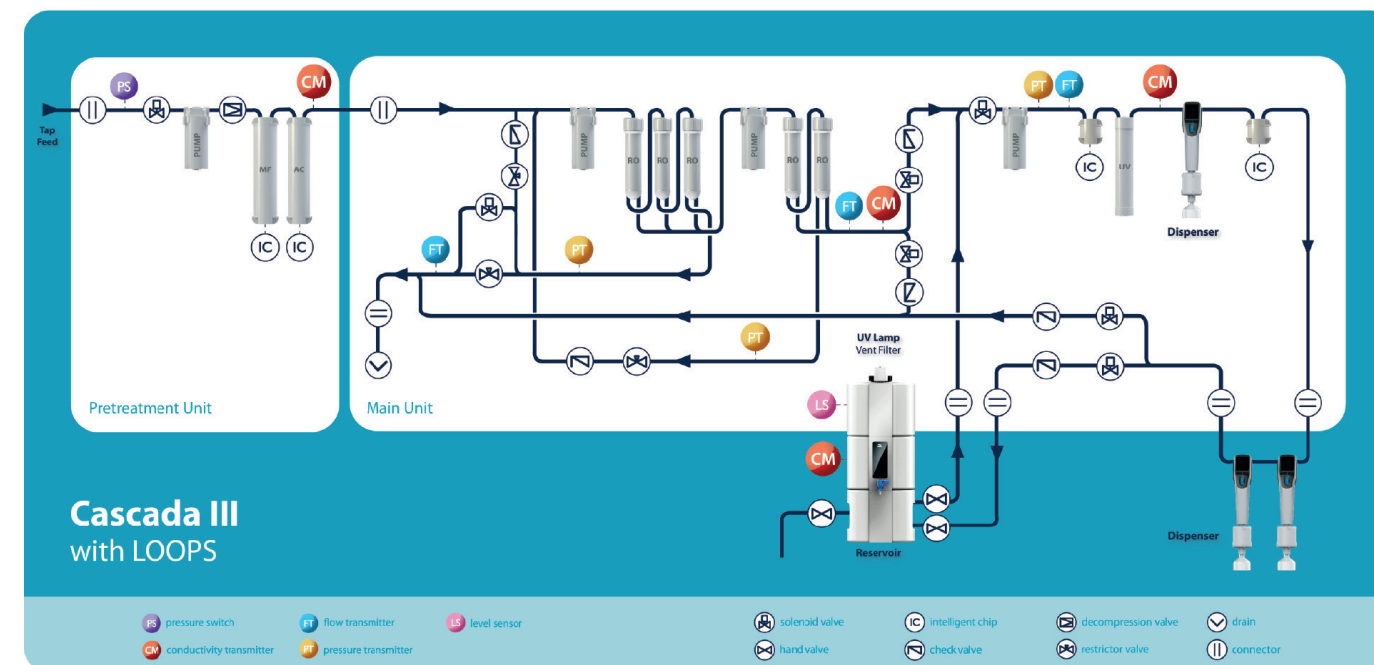 PS
CM
Tap
Feed
PUMP
MF
AC
IC
IC
Pretreatment Unit
PUMP
RO
RO
RO
PUMP
RO
RO
FT
CM
FT
PT
PT
PUMP
PT
FT
IC
UV
CM
IC
Dispenser
Main Unit
UV Lamp
Vent Filter
LS
CM
Reservoir
Dispenser
Cascada III
with LOOPS
PS pressure switch
FT flow transmitter
LS level sensor
solenoid valve
IC intelligent chip
decompression valve
drain
CM conductivity transmitter
PT pressure transmitter
hand valve
check valve
restrictor valve
connector